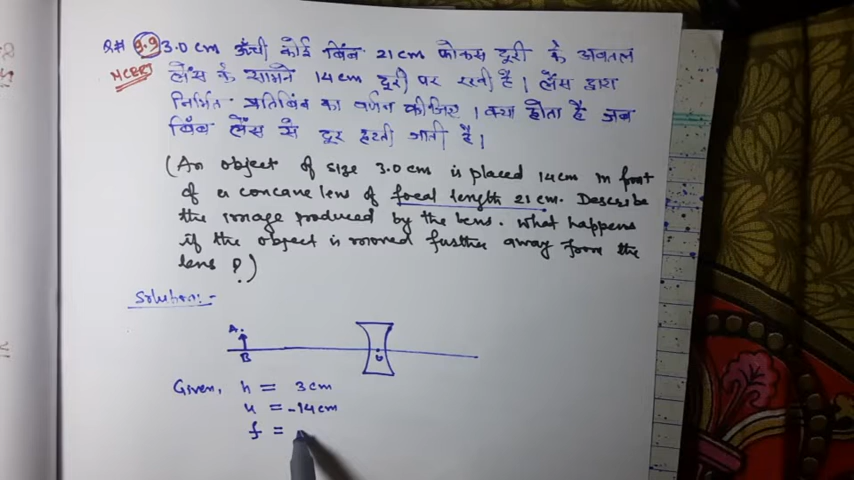 Q# 9.9 3.0 cm ऊँची कोई बिंब 21 cm फोकस दूरी के अवतल
NCERT लेंस के सामने 14 cm दूरी पर रखी है। लेंस द्वारा
निर्मित प्रतिबिंब का वर्णन कीजिए। क्या होता है जब
बिंब लेंस से दूर हटती जाती है।
(An object of size 3.0 cm is placed 14 cm in front
of a concave lens of focal length 21 cm. Describe
the image produced by the lens. What happens
if the object is moved further away from the
lens ?)
Solution:-
A
B
Given, h = 3 cm
u = -14 cm
f =